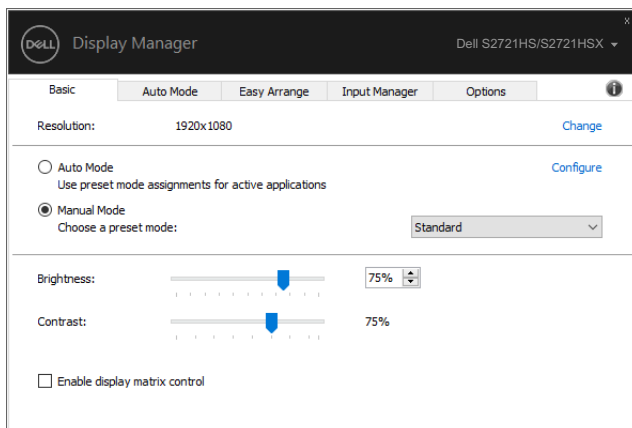 x
DELL Display Manager Dell S2721HS/S2721HSX
Basic Auto Mode Easy Arrange Input Manager Options i
Resolution: 1920x1080 Change
Auto Mode Configure
Use preset mode assignments for active applications
Manual Mode
Choose a preset mode: Standard
Brightness: 75%
Contrast: 75%
Enable display matrix control